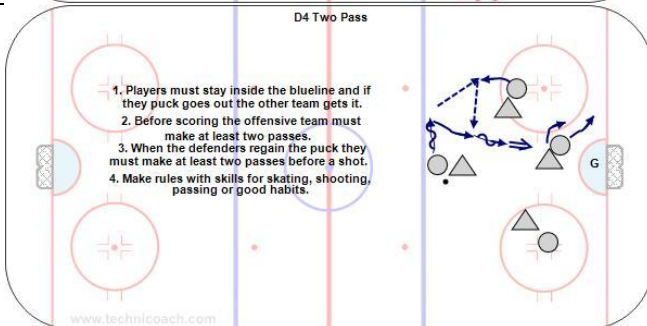 D4 Two Pass
1. Players must stay inside the blueline and if
they puck goes out the other team gets it.
2. Before scoring the offensive team must
make at least two passes.
3. When the defenders regain the puck they
must make at least two passes before a shot.
4. Make rules with skills for skating, shooting,
passing or good habits.
G
www.technicoach.com